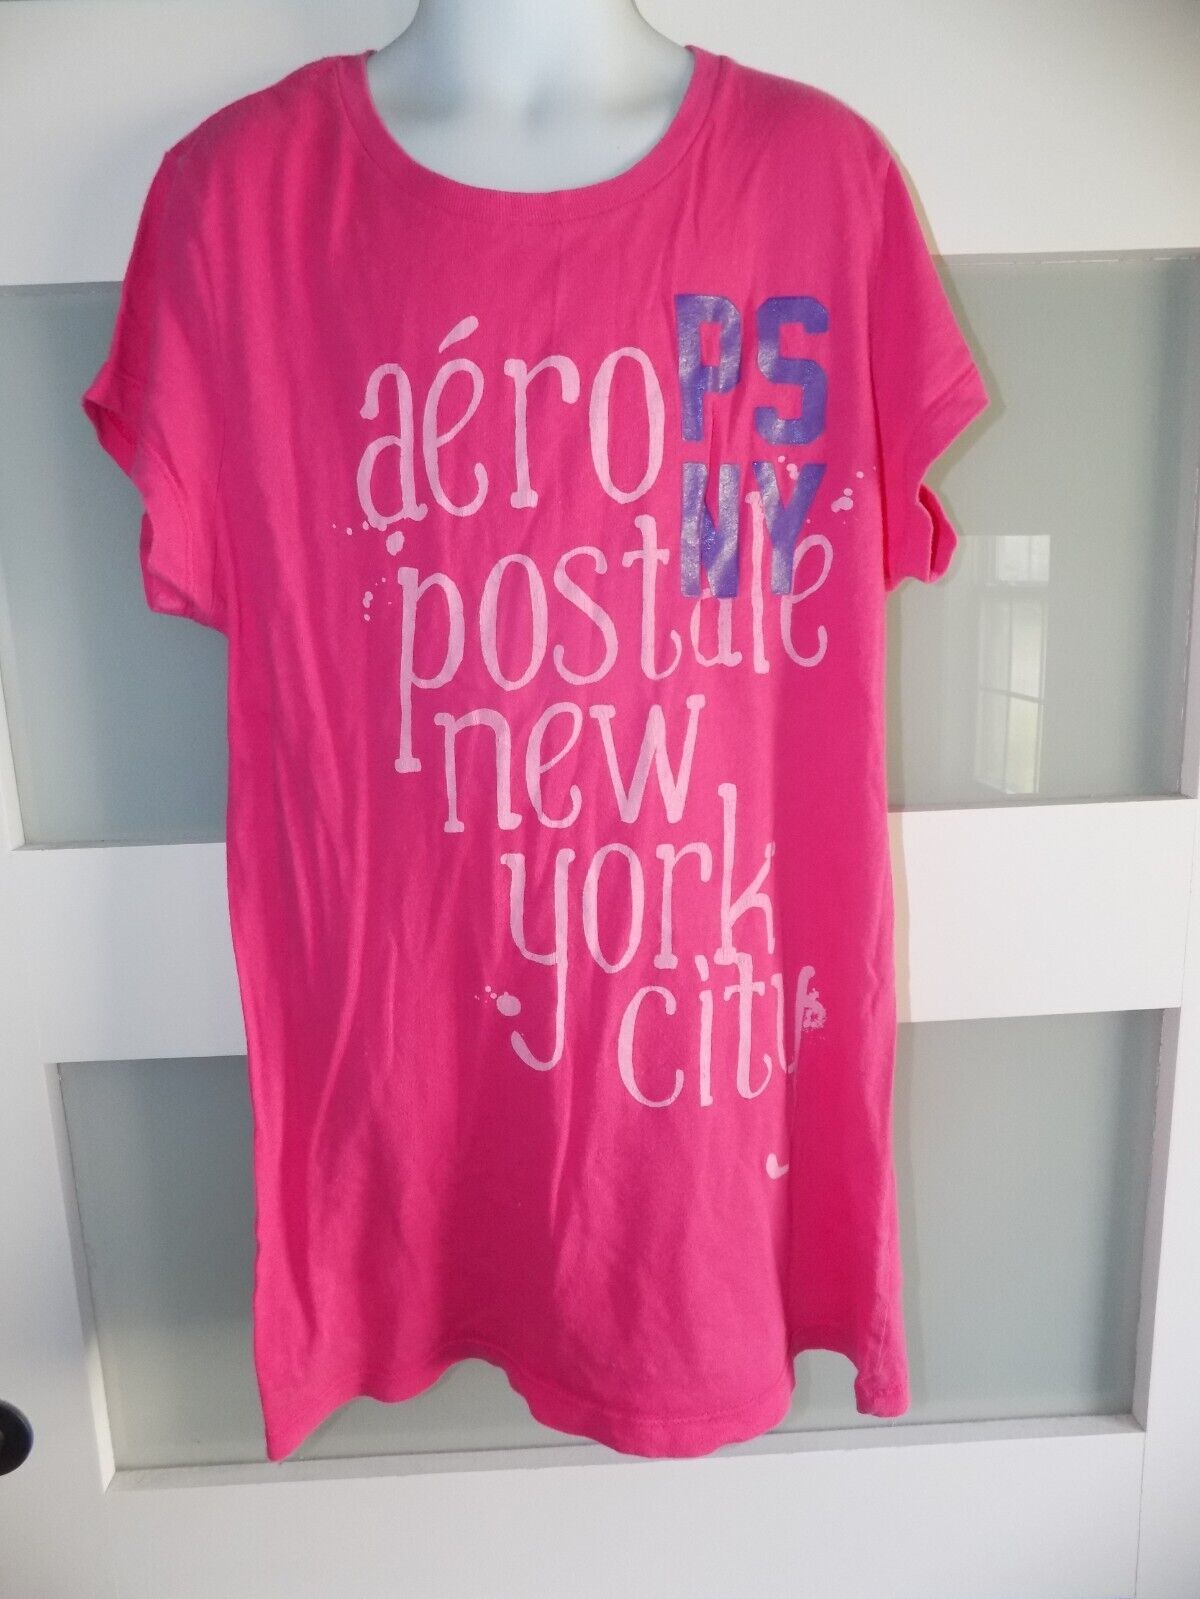 aéro
PS
NY
postale
new
york
city